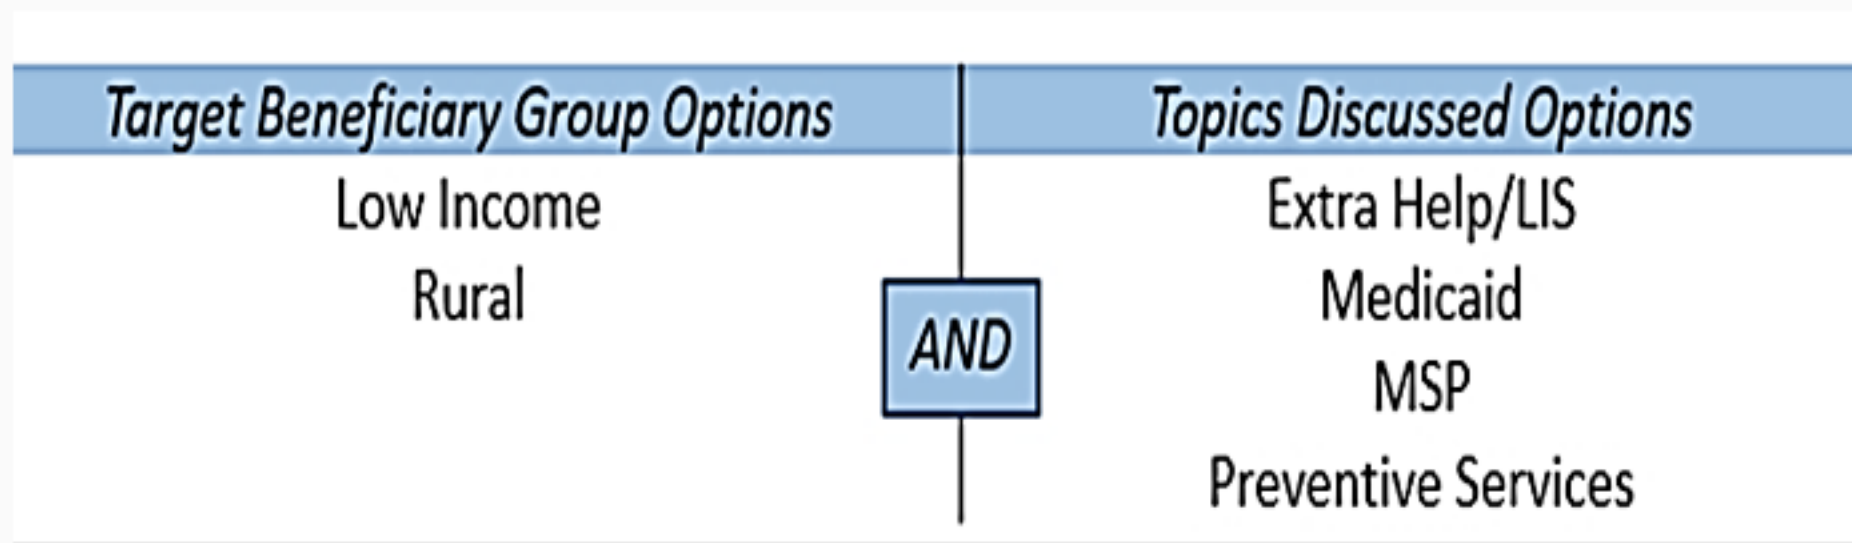 Target Beneficiary Group Options
Topics Discussed Options
Low Income
Rural
AND
Extra Help/LIS
Medicaid
MSP
Preventive Services